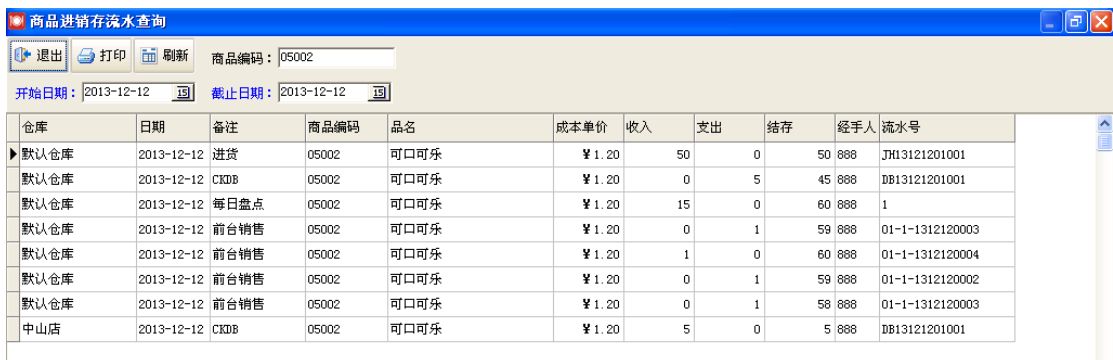 商品进销存流水查询
退出 打印 刷新 商品编码: 05002
开始日期: 2013-12-12 15 截止日期: 2013-12-12 15
仓库 日期 备注 商品编码 品名 成本单价 收入 支出 结存 经手人 流水号
默认仓库 2013-12-12 进货 05002 可口可乐 ¥1.20 50 0 50 888 JH13121201001
默认仓库 2013-12-12 CKDB 05002 可口可乐 ¥1.20 0 5 45 888 DB13121201001
默认仓库 2013-12-12 每日盘点 05002 可口可乐 ¥1.20 15 0 60 888 1
默认仓库 2013-12-12 前台销售 05002 可口可乐 ¥1.20 0 1 59 888 01-1-1312120003
默认仓库 2013-12-12 前台销售 05002 可口可乐 ¥1.20 1 0 60 888 01-1-1312120004
默认仓库 2013-12-12 前台销售 05002 可口可乐 ¥1.20 0 1 59 888 01-1-1312120002
默认仓库 2013-12-12 前台销售 05002 可口可乐 ¥1.20 0 1 58 888 01-1-1312120003
中山店 2013-12-12 CKDB 05002 可口可乐 ¥1.20 5 0 5 888 DB13121201001